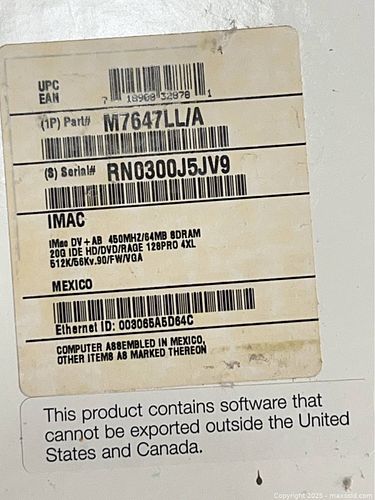 UPC
EAN
7 18908 32878 1
(1P) Part# M7647LL/A
(S) Serial# RN0300J5JV9
IMAC
iMac DV+AB 450MHZ/64MB SDRAM
20G IDE HD/DVD/RAGE 128PRO 4XL
512K/56Kv.90/FW/VGA
MEXICO
Ethernet ID: 003065A5D64C
COMPUTER ASSEMBLED IN MEXICO,
OTHER ITEMS AS MARKED THEREON
This product contains software that
cannot be exported outside the United
States and Canada.
Copyright 2025 - maxsold.com